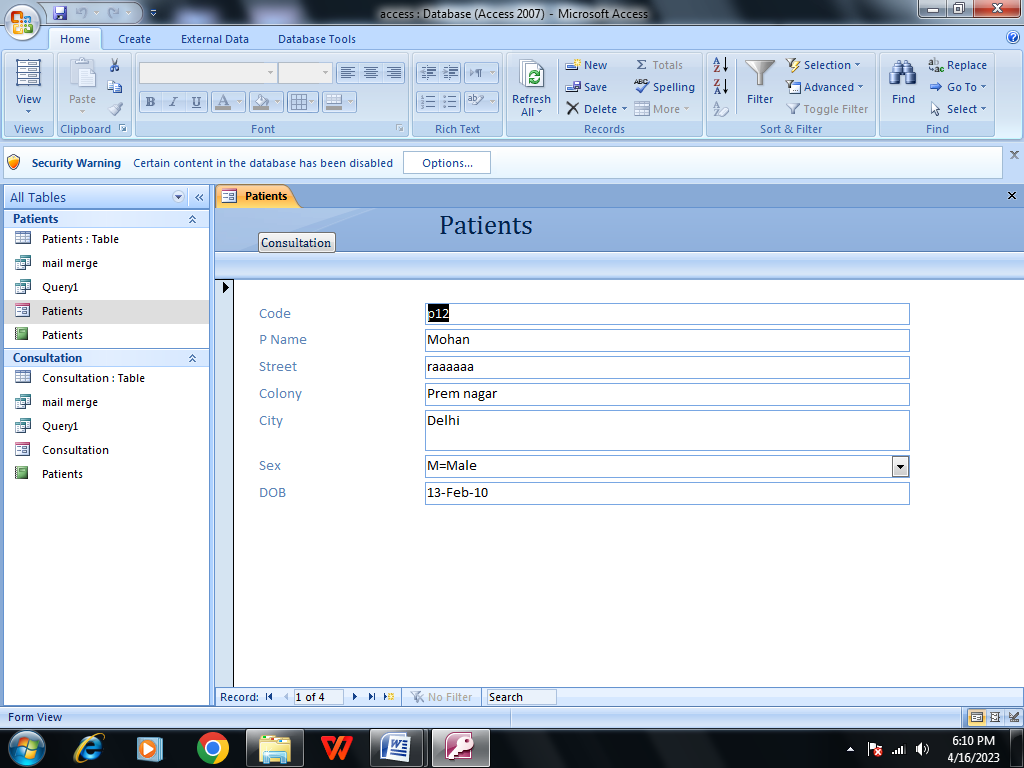 access : Database (Access 2007) - Microsoft Access
Home Create External Data Database Tools
View
Views
Paste
Clipboard
B I U A
Font
Rich Text
Refresh All
New
Save
Delete
Totals
Spelling
More
Records
Filter
Selection
Advanced
Toggle Filter
Sort & Filter
Find
Replace
Go To
Select
Find
Security Warning Certain content in the database has been disabled Options...
All Tables
Patients
Patients : Table
mail merge
Query1
Patients
Patients
Consultation
Consultation : Table
mail merge
Query1
Consultation
Patients
Patients
Patients
Consultation
Code p12
P Name Mohan
Street raaaaaa
Colony Prem nagar
City Delhi
Sex M=Male
DOB 13-Feb-10
Record: 1 of 4 No Filter Search
Form View
6:10 PM
4/16/2023